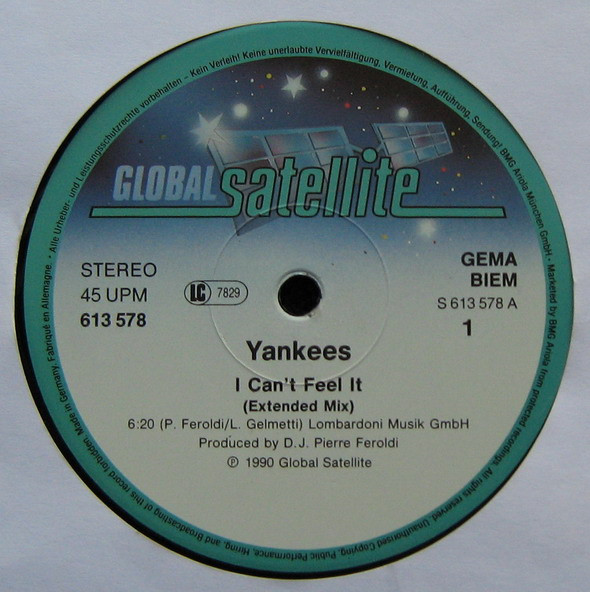 Alle Urheber- und Leistungsschutzrechte vorbehalten – Kein Verleih! Keine unerlaubte Vervielfältigung, Vermietung, Aufführung, Sendung! BMG Ariola München GmbH · Marketed by BMG Ariola from protected recordings. All rights reserved. Unauthorised Copying, Public Performance, Hiring, and Broadcasting of this record forbidden. Made in Germany. Fabriqué en Allemagne. ·
GLOBAL satellite
STEREO
45 UPM
613 578
LC 7829
GEMA
BIEM
S 613 578 A
1
Yankees
I Can't Feel It
(Extended Mix)
6:20 (P. Feroldi/L. Gelmetti) Lombardoni Musik GmbH
Produced by D.J. Pierre Feroldi
℗ 1990 Global Satellite